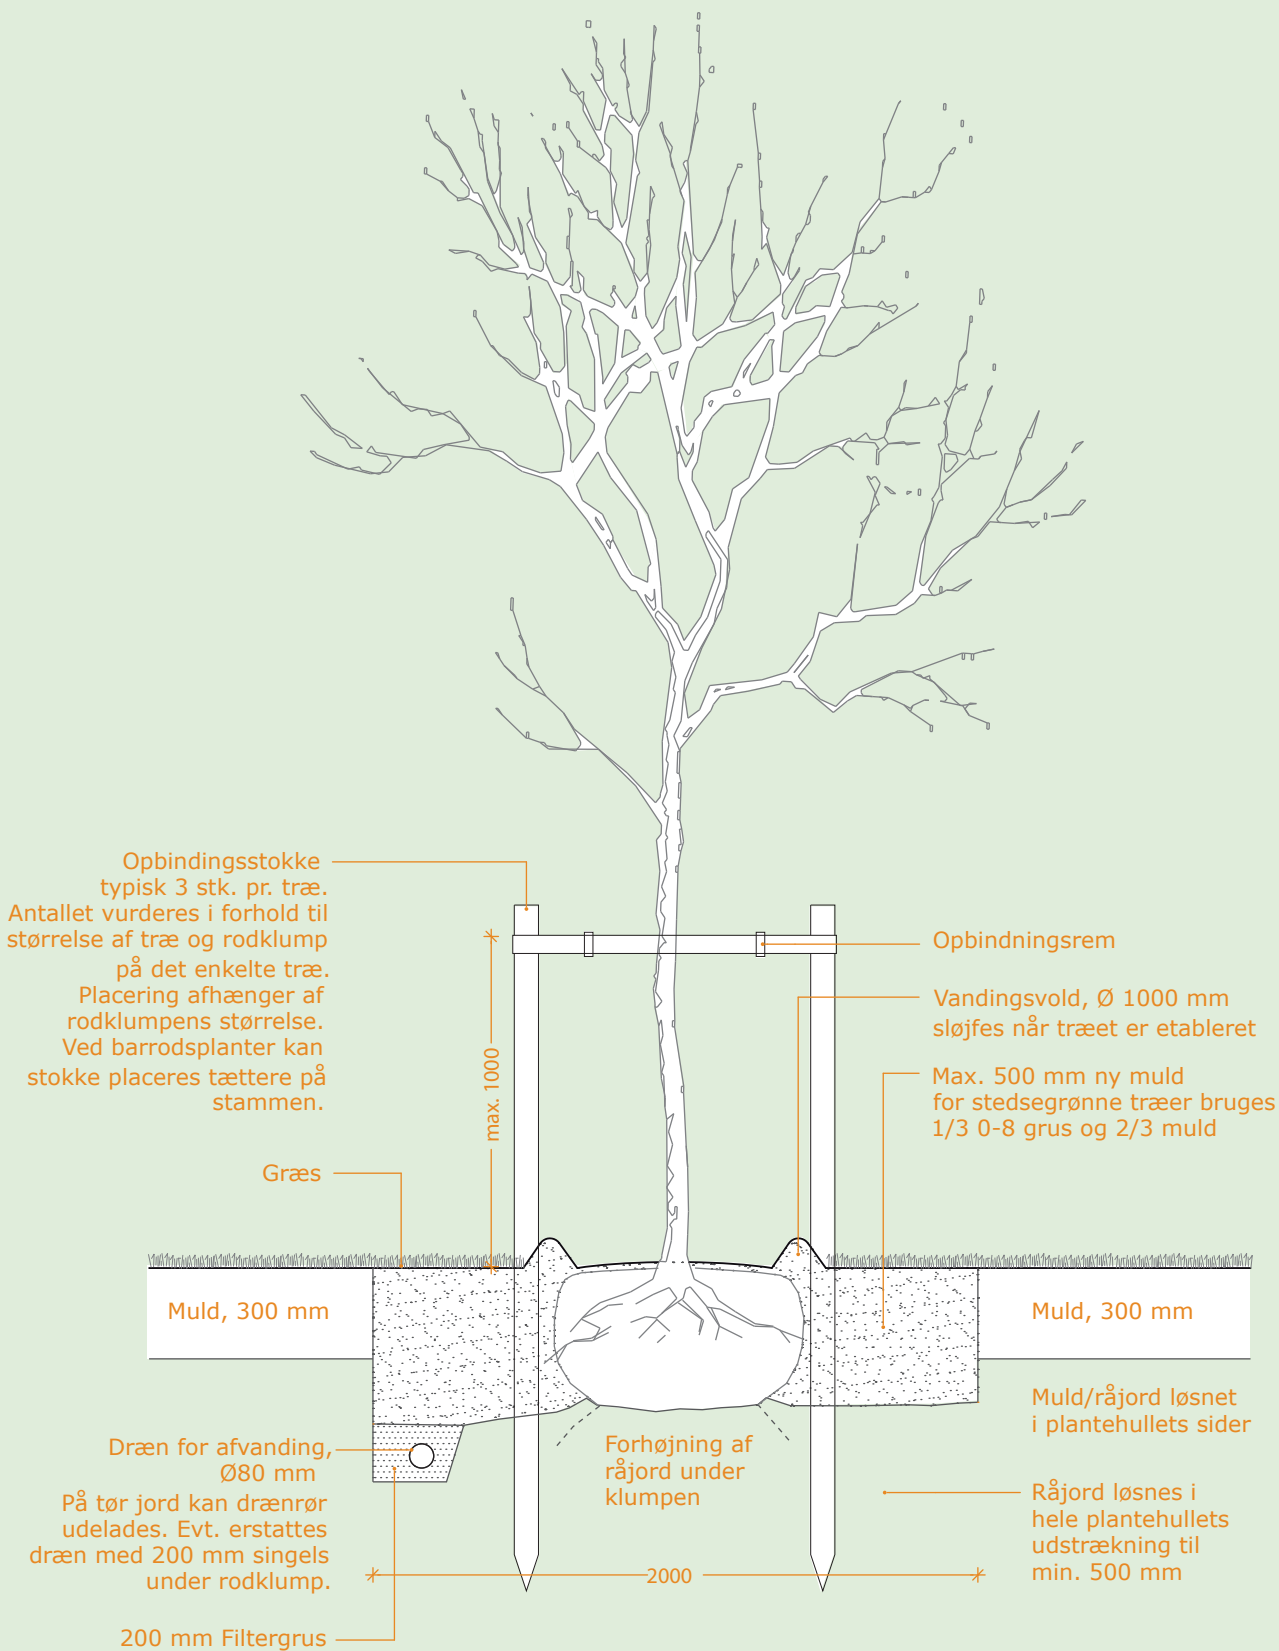 Opbindingsstokke
typisk 3 stk. pr. træ.
Antallet vurderes i forhold til
størrelse af træ og rodklump
på det enkelte træ.
Placering afhænger af
rodklumpens størrelse.
Ved barrodsplanter kan
stokke placeres tættere på
stammen.
Opbindningsrem
Vandingsvold, Ø 1000 mm
sløjfes når træet er etableret
max. 1000
Max. 500 mm ny muld
for stedsegrønne træer bruges
1/3 0-8 grus og 2/3 muld
Græs
Muld, 300 mm
Muld, 300 mm
Muld/råjord løsnet
i plantehullets sider
Forhøjning af
råjord under
klumpen
Dræn for afvanding,
Ø80 mm
På tør jord kan drænrør
udelades. Evt. erstattes
dræn med 200 mm singels
under rodklump.
Råjord løsnes i
hele plantehullets
udstrækning til
min. 500 mm
2000
200 mm Filtergrus